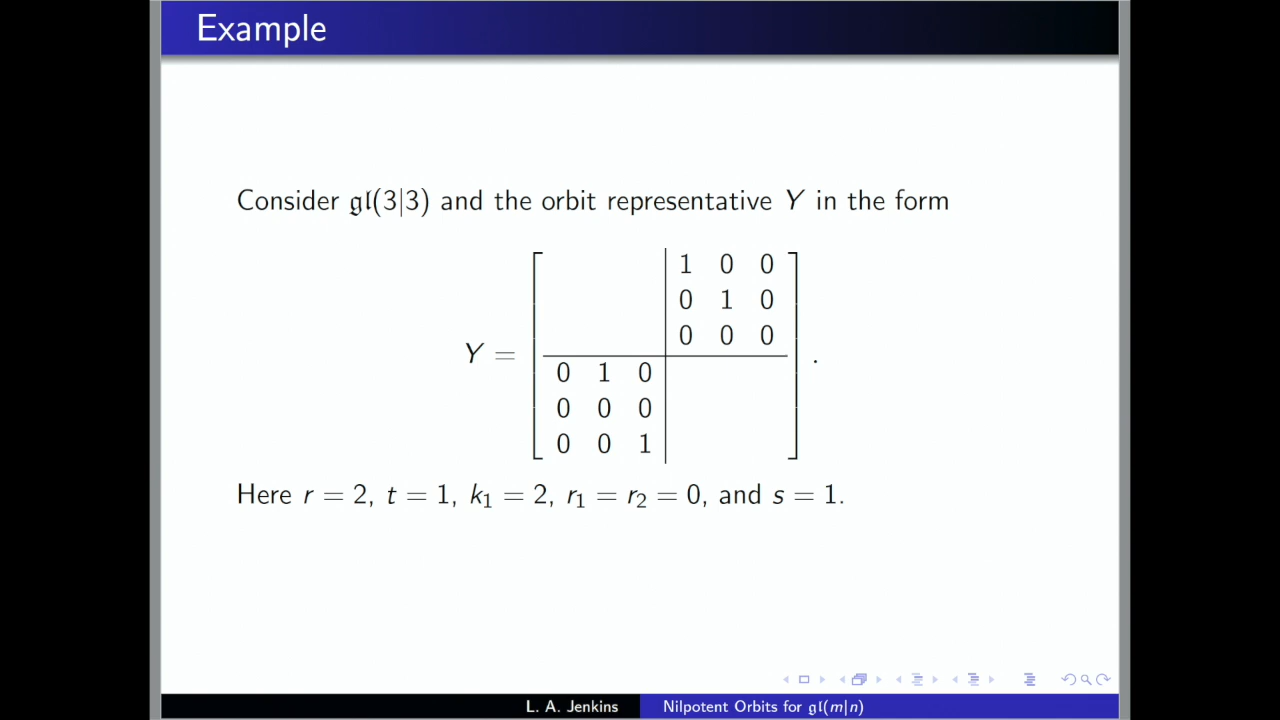 Example
Consider 𝔤𝔩(3|3) and the orbit representative Y in the form
1 0 0
0 1 0
0 0 0
Y = .
0 1 0
0 0 0
0 0 1
Here r = 2, t = 1, k₁ = 2, r₁ = r₂ = 0, and s = 1.
L. A. Jenkins Nilpotent Orbits for 𝔤𝔩(m|n)